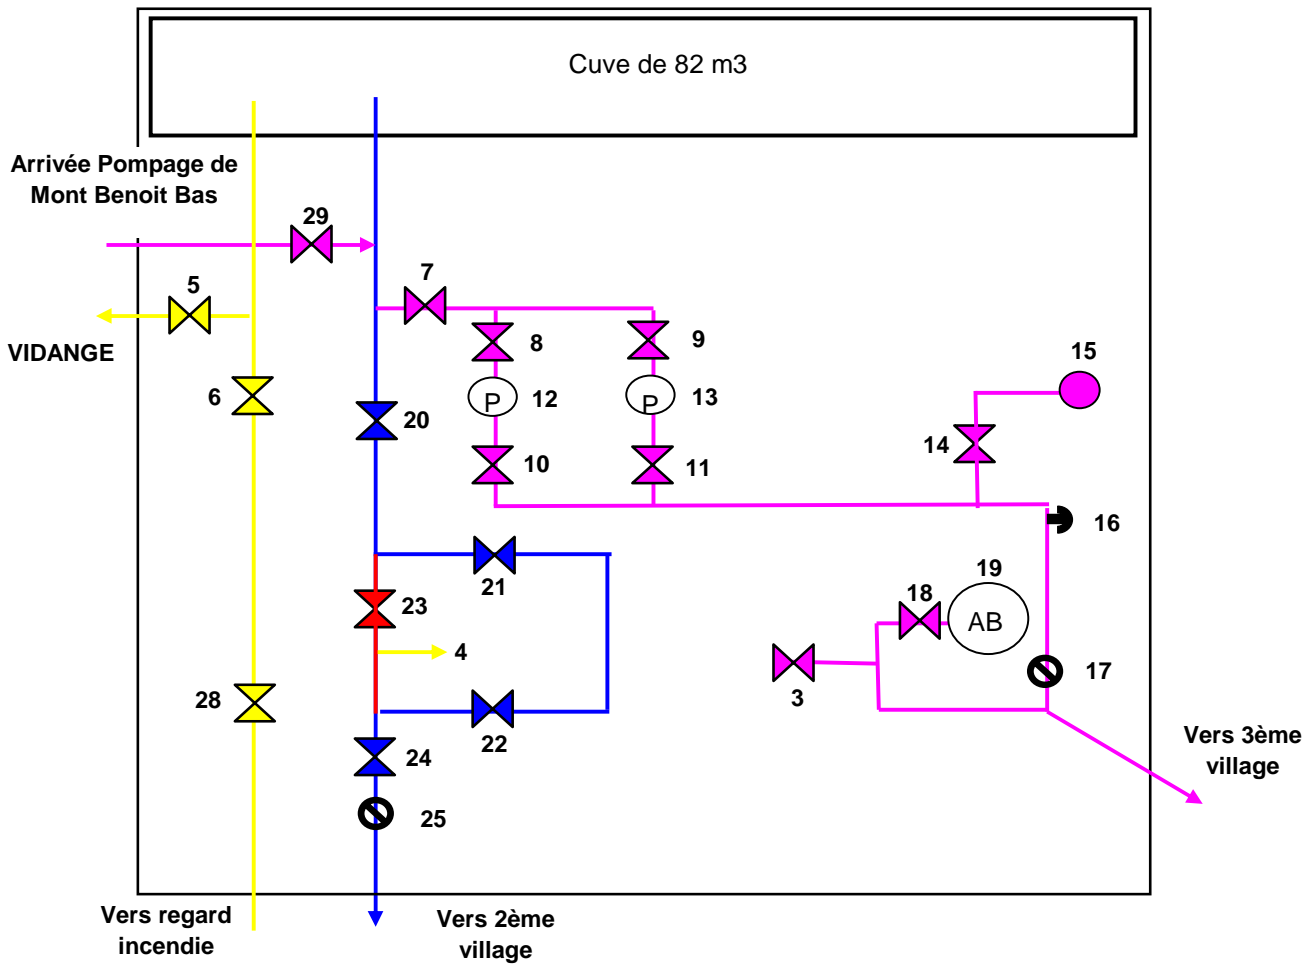 Cuve de 82 m3
Arrivée Pompage de
Mont Benoit Bas
29
5
7
VIDANGE
8
9
15
6
P
12
P
13
20
14
10
11
16
21
19
18
23
AB
4
17
28
3
22
24
Vers 3ème
village
25
Vers regard
incendie
Vers 2ème
village